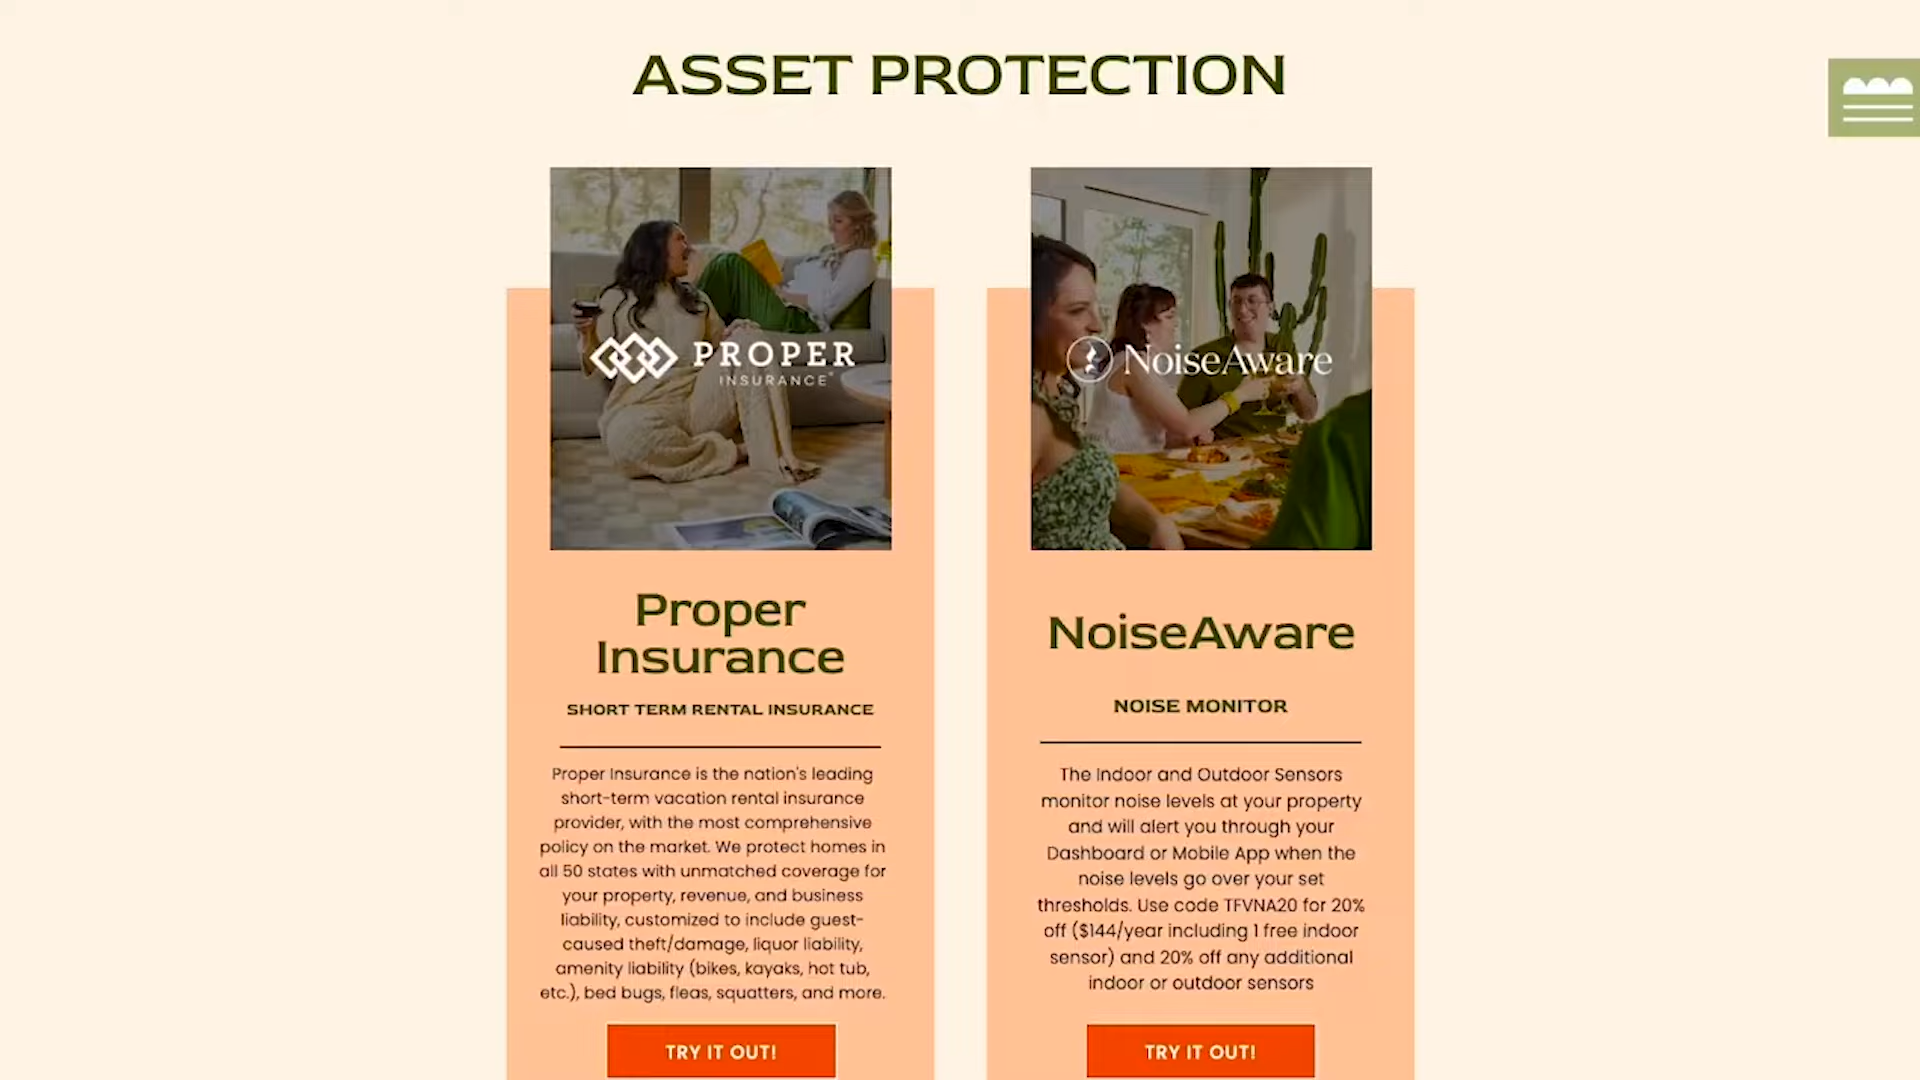 ASSET PROTECTION
PROPER
INSURANCE™
Proper
Insurance
SHORT TERM RENTAL INSURANCE
Proper Insurance is the nation's leading
short-term vacation rental insurance
provider, with the most comprehensive
policy on the market. We protect homes in
all 50 states with unmatched coverage for
your property, revenue, and business
liability, customized to include guest-
caused theft/damage, liquor liability,
amenity liability (bikes, kayaks, hot tub,
etc.), bed bugs, fleas, squatters, and more.
TRY IT OUT!
NoiseAware
NoiseAware
NOISE MONITOR
The Indoor and Outdoor Sensors
monitor noise levels at your property
and will alert you through your
Dashboard or Mobile App when the
noise levels go over your set
thresholds. Use code TFVNA20 for 20%
off ($144/year including 1 free indoor
sensor) and 20% off any additional
indoor or outdoor sensors
TRY IT OUT!